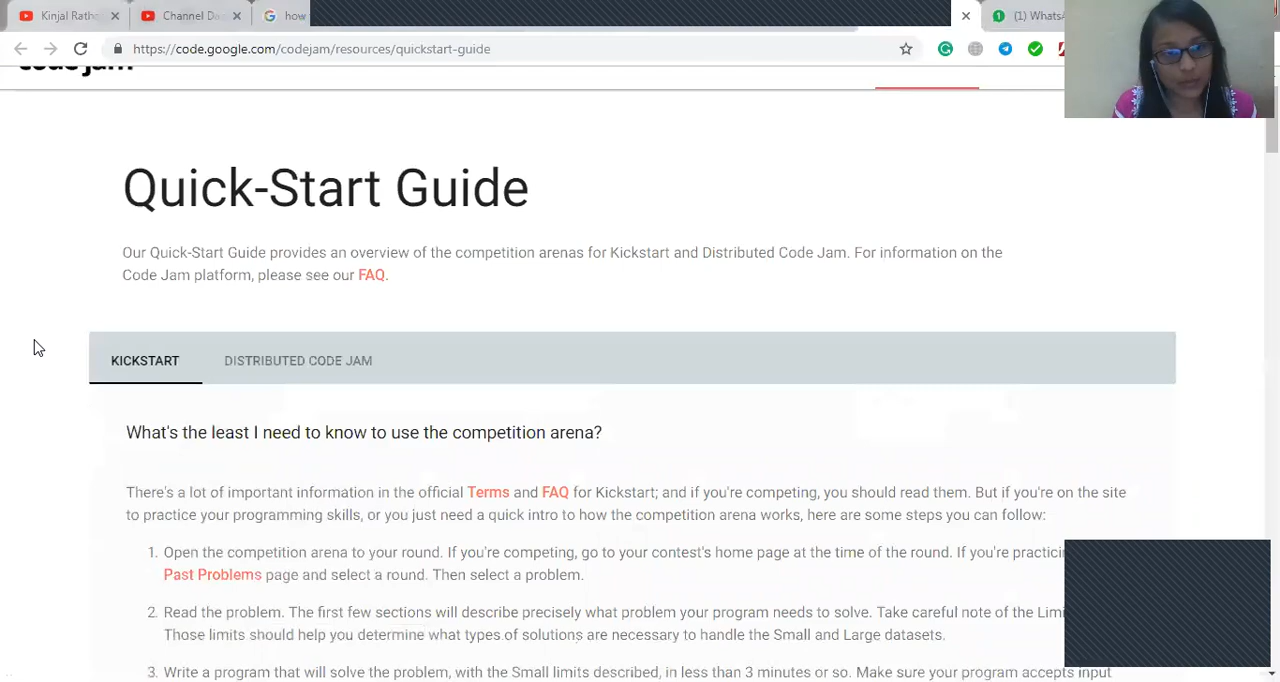 Kinjal Rath
Channel Da
how
(1) WhatsA
https://code.google.com/codejam/resources/quickstart-guide
code jam
Quick-Start Guide
Our Quick-Start Guide provides an overview of the competition arenas for Kickstart and Distributed Code Jam. For information on the
Code Jam platform, please see our FAQ.
KICKSTART DISTRIBUTED CODE JAM
What's the least I need to know to use the competition arena?
There's a lot of important information in the official Terms and FAQ for Kickstart; and if you're competing, you should read them. But if you're on the site
to practice your programming skills, or you just need a quick intro to how the competition arena works, here are some steps you can follow:
1. Open the competition arena to your round. If you're competing, go to your contest's home page at the time of the round. If you're practicin
Past Problems page and select a round. Then select a problem.
2. Read the problem. The first few sections will describe precisely what problem your program needs to solve. Take careful note of the Limi
Those limits should help you determine what types of solutions are necessary to handle the Small and Large datasets.
3. Write a program that will solve the problem, with the Small limits described, in less than 3 minutes or so. Make sure your program accepts input